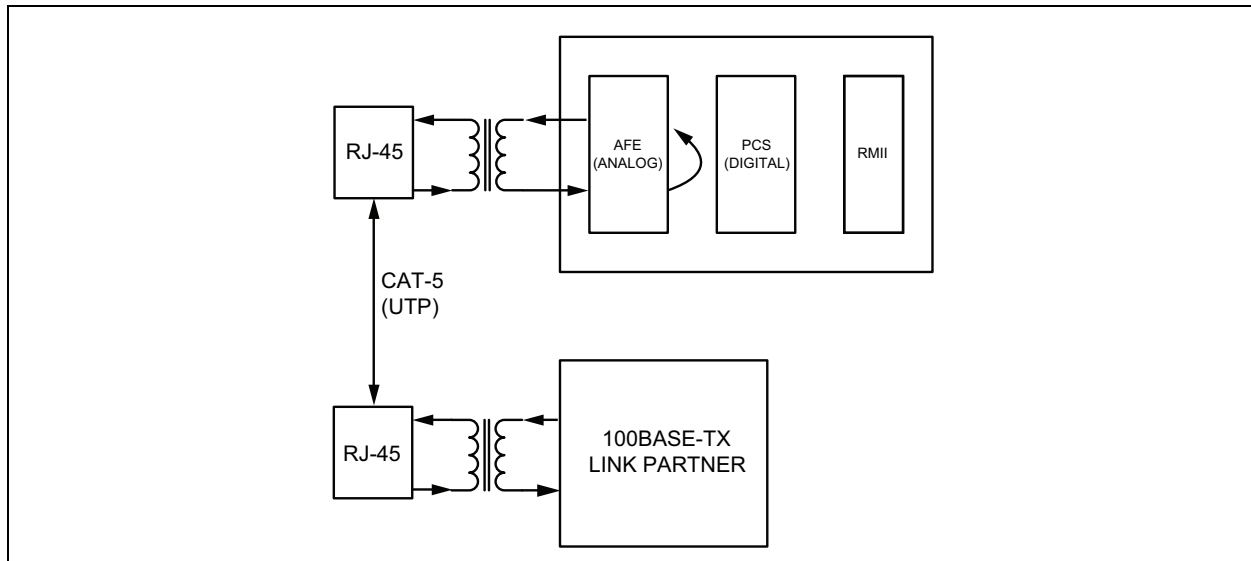 RJ-45
AFE
(ANALOG)
PCS
(DIGITAL)
RMII
CAT-5
(UTP)
RJ-45
100BASE-TX
LINK PARTNER